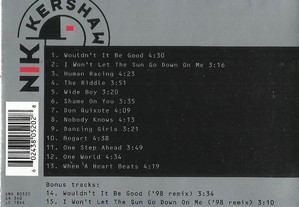 NIK
KERSHAW
1. Wouldn't It Be Good 4:30
2. I Won't Let The Sun Go Down On Me 3:16
3. Human Racing 4:23
4. The Riddle 3:51
5. Wide Boy 3:20
6. Shame On You 3:35
7. Don Quixote 4:09
8. Nobody Knows 4:13
9. Dancing Girls 3:51
10. Bogart 4:38
11. One Step Ahead 3:49
12. One World 4:34
13. When A Heart Beats 4:19
Bonus tracks:
14. Wouldn't It Be Good ('98 remix) 3:34
15. I Won't Let The Sun Go Down On Me ('98 remix) 3:10